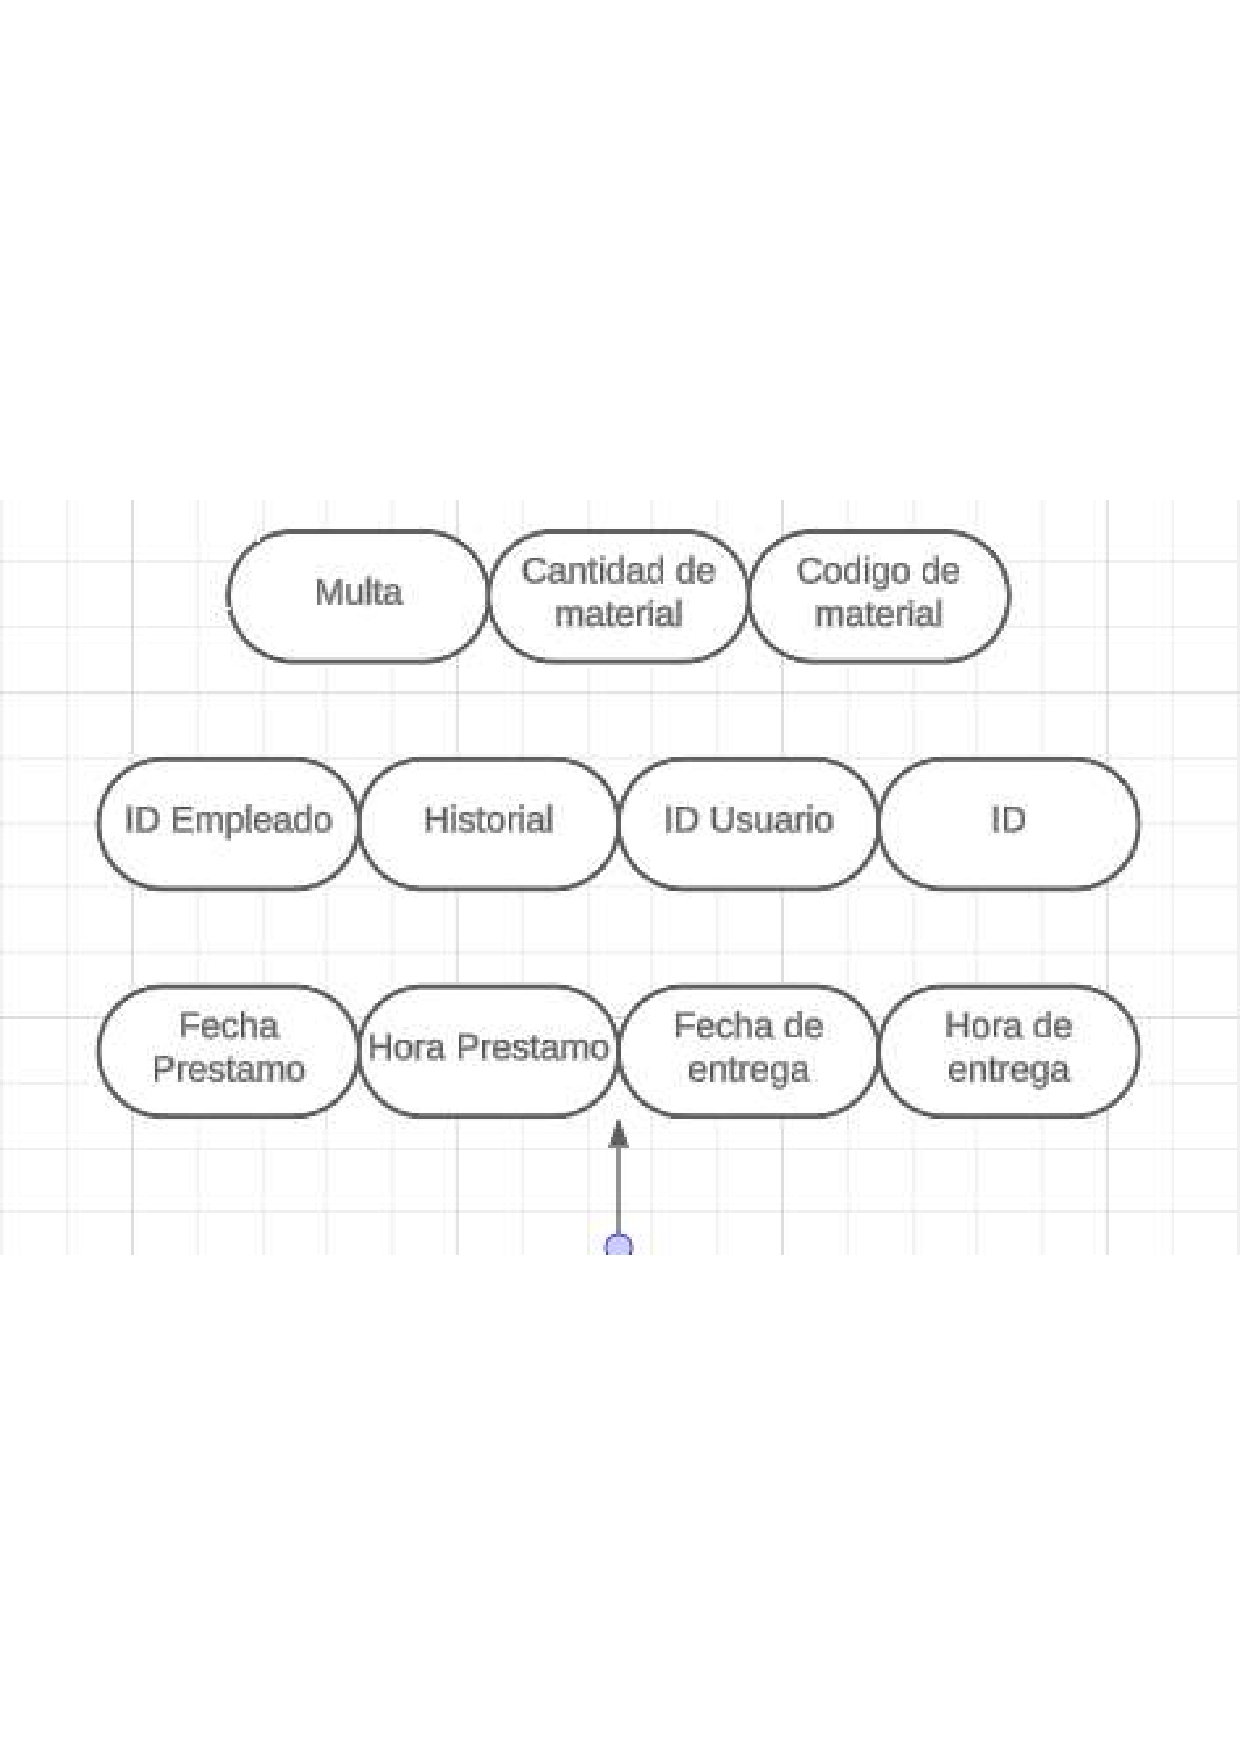 Multa
Cantidad de
material
Codigo de
material
ID Empleado
Historial
ID Usuario
ID
Fecha
Prestamo
Hora Prestamo
Fecha de
entrega
Hora de
entrega